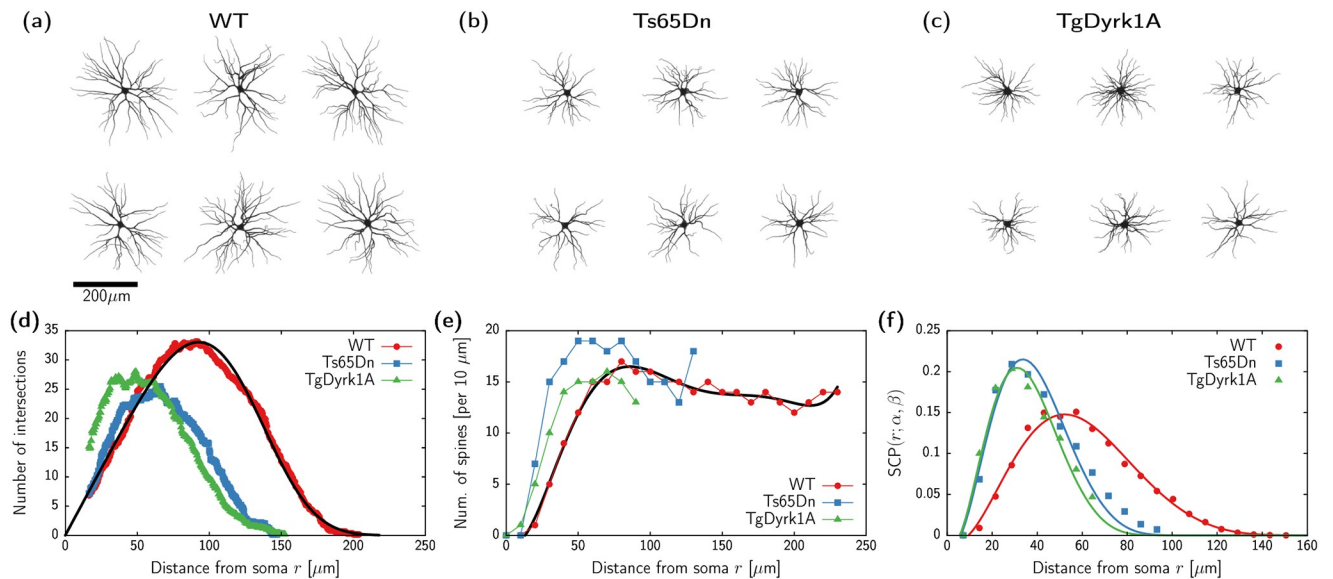 (a) WT (b) Ts65Dn (c) TgDyrk1A
200μm
(d) (e) (f)
35
30
25
20
15
10
5
0
0 50 100 150 200 250
Number of intersections
Distance from soma r [μm]
WT
Ts65Dn
TgDyrk1A
20
15
10
5
0
0 50 100 150 200 250
Num. of spines [per 10 μm]
Distance from soma r [μm]
WT
Ts65Dn
TgDyrk1A
0.25
0.2
0.15
0.1
0.05
0
0 20 40 60 80 100 120 140 160
SCP(r; α, β)
Distance from soma r [μm]
WT
Ts65Dn
TgDyrk1A